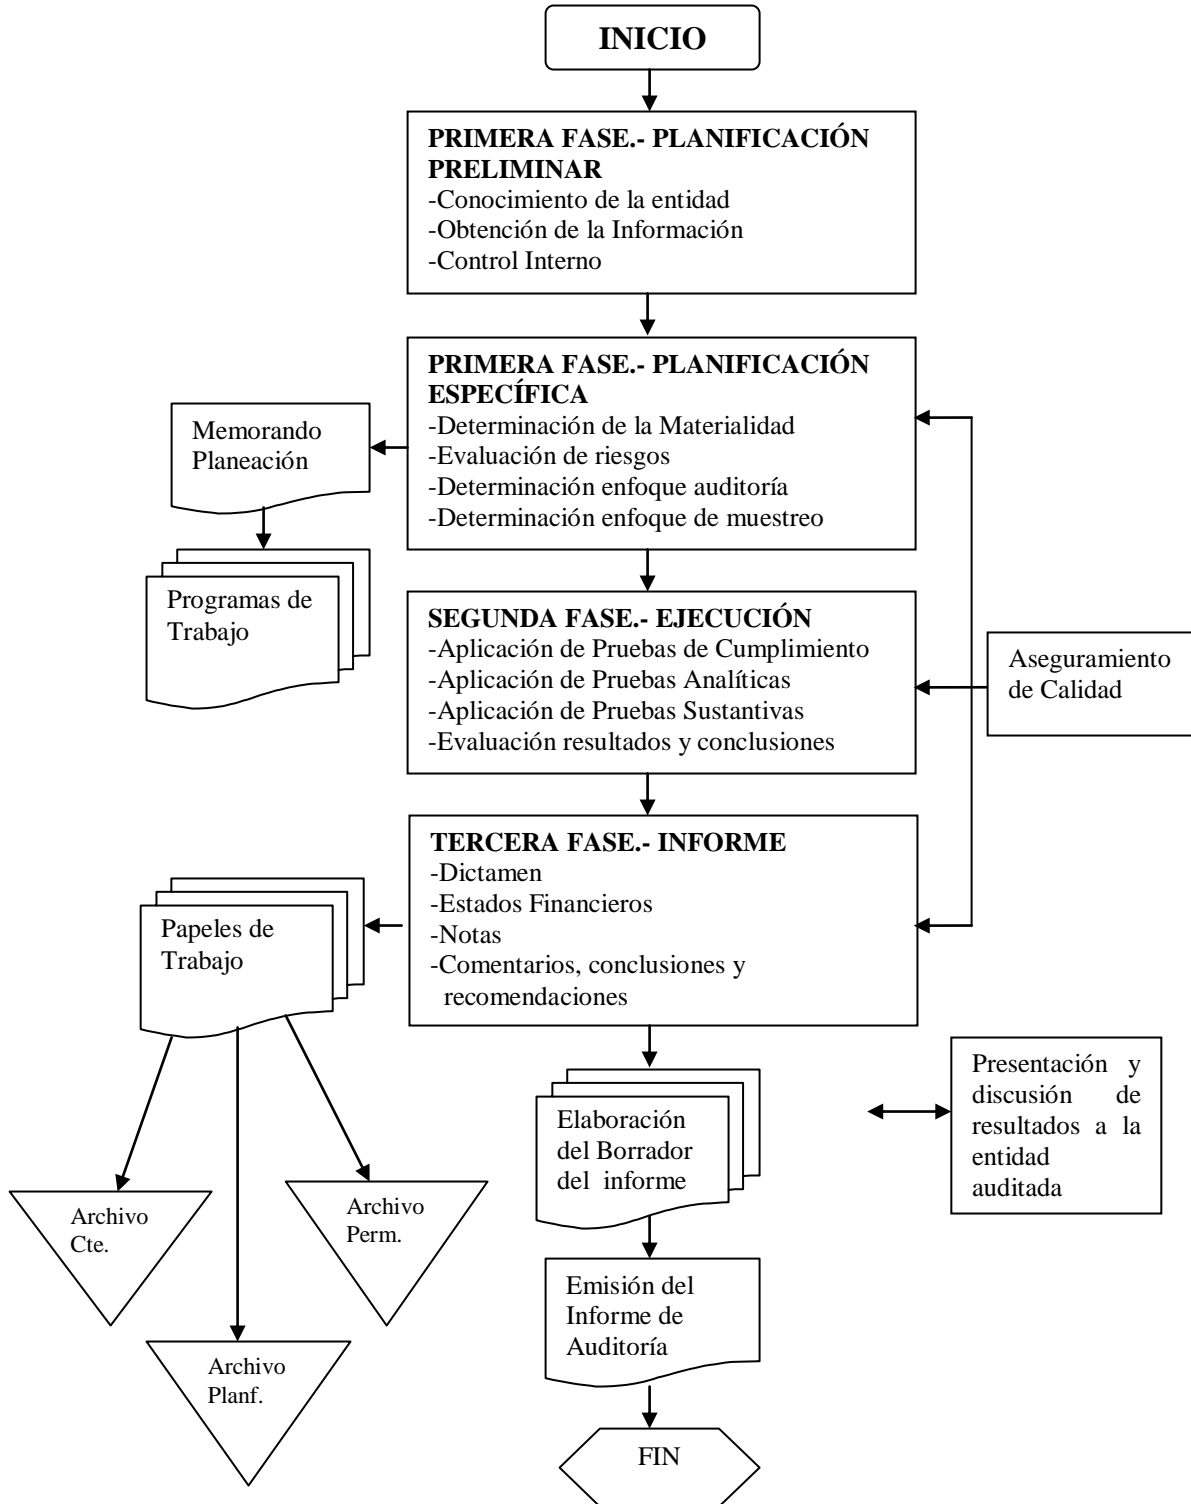 INICIO
PRIMERA FASE.- PLANIFICACIÓN
PRELIMINAR
-Conocimiento de la entidad
-Obtención de la Información
-Control Interno
PRIMERA FASE.- PLANIFICACIÓN
ESPECÍFICA
-Determinación de la Materialidad
-Evaluación de riesgos
-Determinación enfoque auditoría
-Determinación enfoque de muestreo
Memorando
Planeación
Programas de
Trabajo
SEGUNDA FASE.- EJECUCIÓN
-Aplicación de Pruebas de Cumplimiento
-Aplicación de Pruebas Analíticas
-Aplicación de Pruebas Sustantivas
-Evaluación resultados y conclusiones
Aseguramiento
de Calidad
TERCERA FASE.- INFORME
-Dictamen
-Estados Financieros
-Notas
-Comentarios, conclusiones y
recomendaciones
Papeles de
Trabajo
Presentación y
discusión de
resultados a la
entidad
auditada
Elaboración
del Borrador
del informe
Archivo
Cte.
Archivo
Perm.
Archivo
Planf.
Emisión del
Informe de
Auditoría
FIN